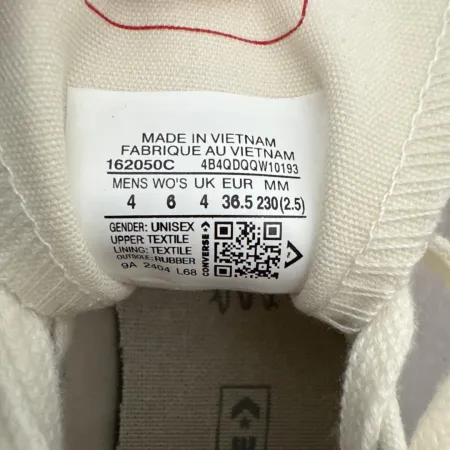 MADE IN VIETNAM
FABRIQUE AU VIETNAM
162050C 4B4QDQQW10193
MENS WO'S UK EUR MM
4 6 4 36.5 230(2.5)
GENDER: UNISEX
UPPER: TEXTILE
LINING: TEXTILE
OUTSOLE: RUBBER
9A 2404 L68
CONVERSE